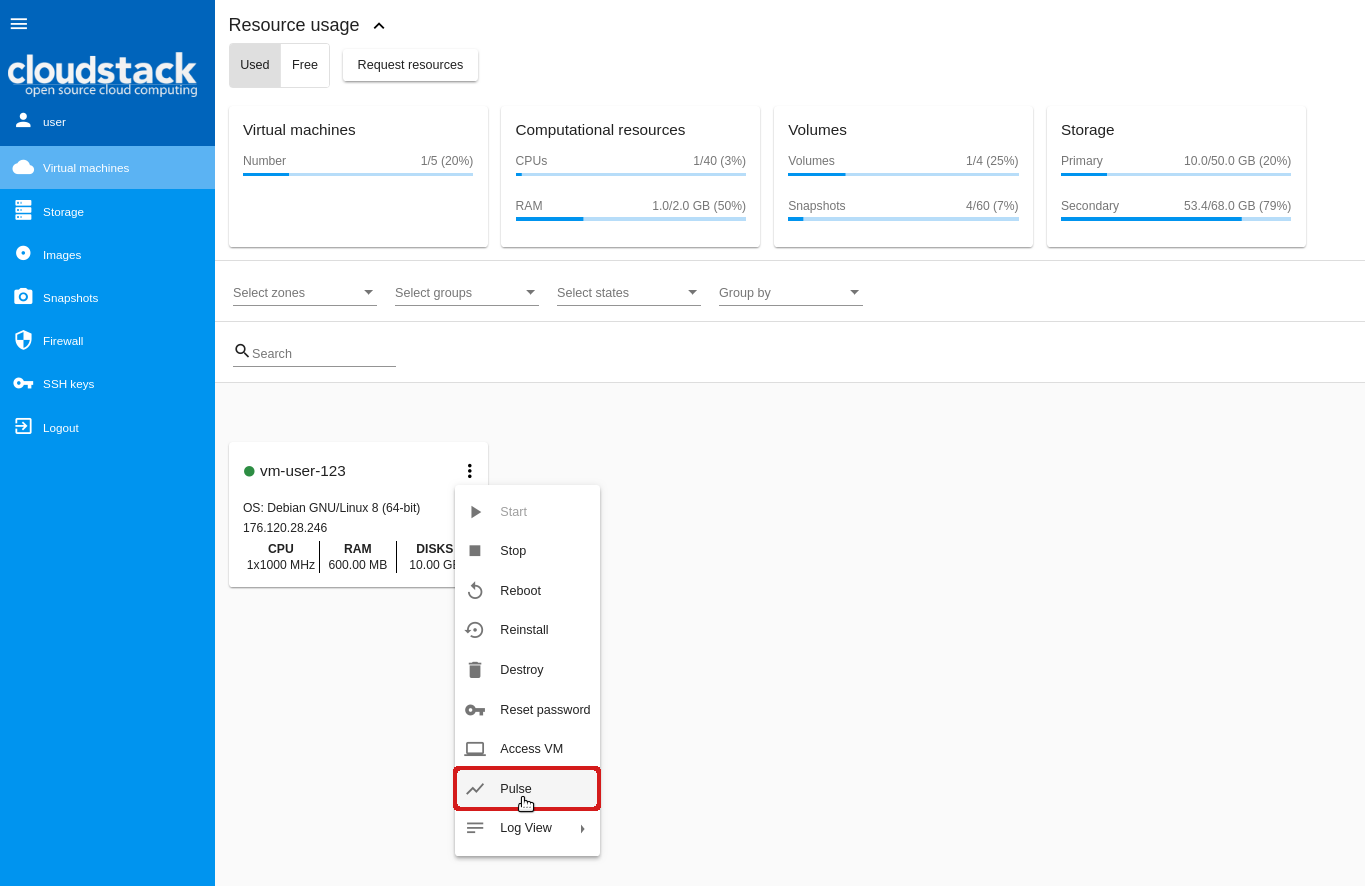 Resource usage
Used Free Request resources
cloudstack
open source cloud computing
user
Virtual machines
Storage
Images
Snapshots
Firewall
SSH keys
Logout
Virtual machines
Number 1/5 (20%)
Computational resources
CPUs 1/40 (3%)
RAM 1.0/2.0 GB (50%)
Volumes
Volumes 1/4 (25%)
Snapshots 4/60 (7%)
Storage
Primary 10.0/50.0 GB (20%)
Secondary 53.4/68.0 GB (79%)
Select zones Select groups Select states Group by
Search
vm-user-123
OS: Debian GNU/Linux 8 (64-bit)
176.120.28.246
CPU RAM DISKS
1x1000 MHz 600.00 MB 10.00 GB
Start
Stop
Reboot
Reinstall
Destroy
Reset password
Access VM
Pulse
Log View